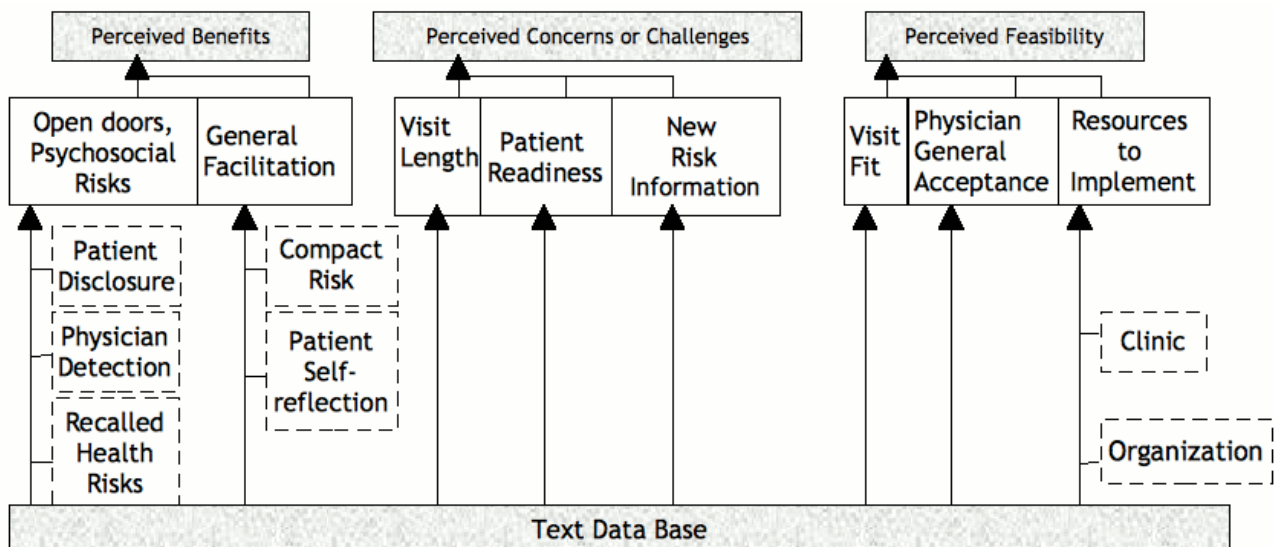 Perceived Benefits
Perceived Concerns or Challenges
Perceived Feasibility
Open doors,
Psychosocial
Risks
General
Facilitation
Visit
Length
Patient
Readiness
New
Risk
Information
Visit
Fit
Physician
General
Acceptance
Resources
to
Implement
Patient
Disclosure
Physician
Detection
Recalled
Health
Risks
Compact
Risk
Patient
Self-
reflection
Clinic
Organization
Text Data Base